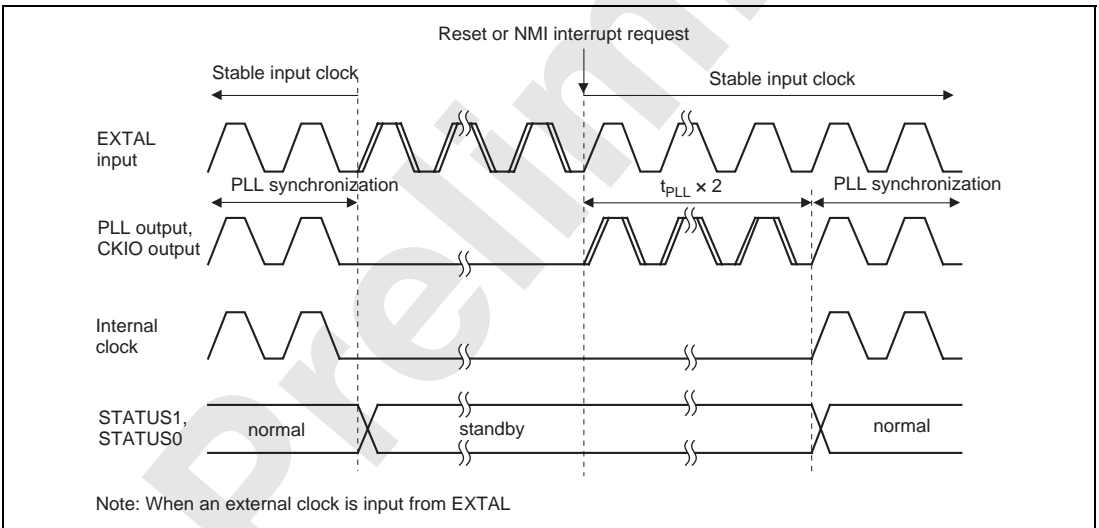 Reset or NMI interrupt request
Stable input clock
Stable input clock
EXTAL
input
PLL synchronization
tPLL × 2
PLL synchronization
PLL output,
CKIO output
Internal
clock
STATUS1,
STATUS0
normal
standby
normal
Note: When an external clock is input from EXTAL
Prelim